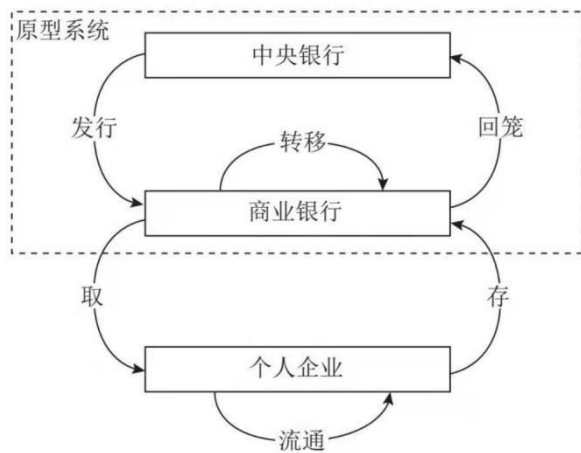 原型系统
中央银行
发行
回笼
转移
商业银行
取
存
个人企业
流通